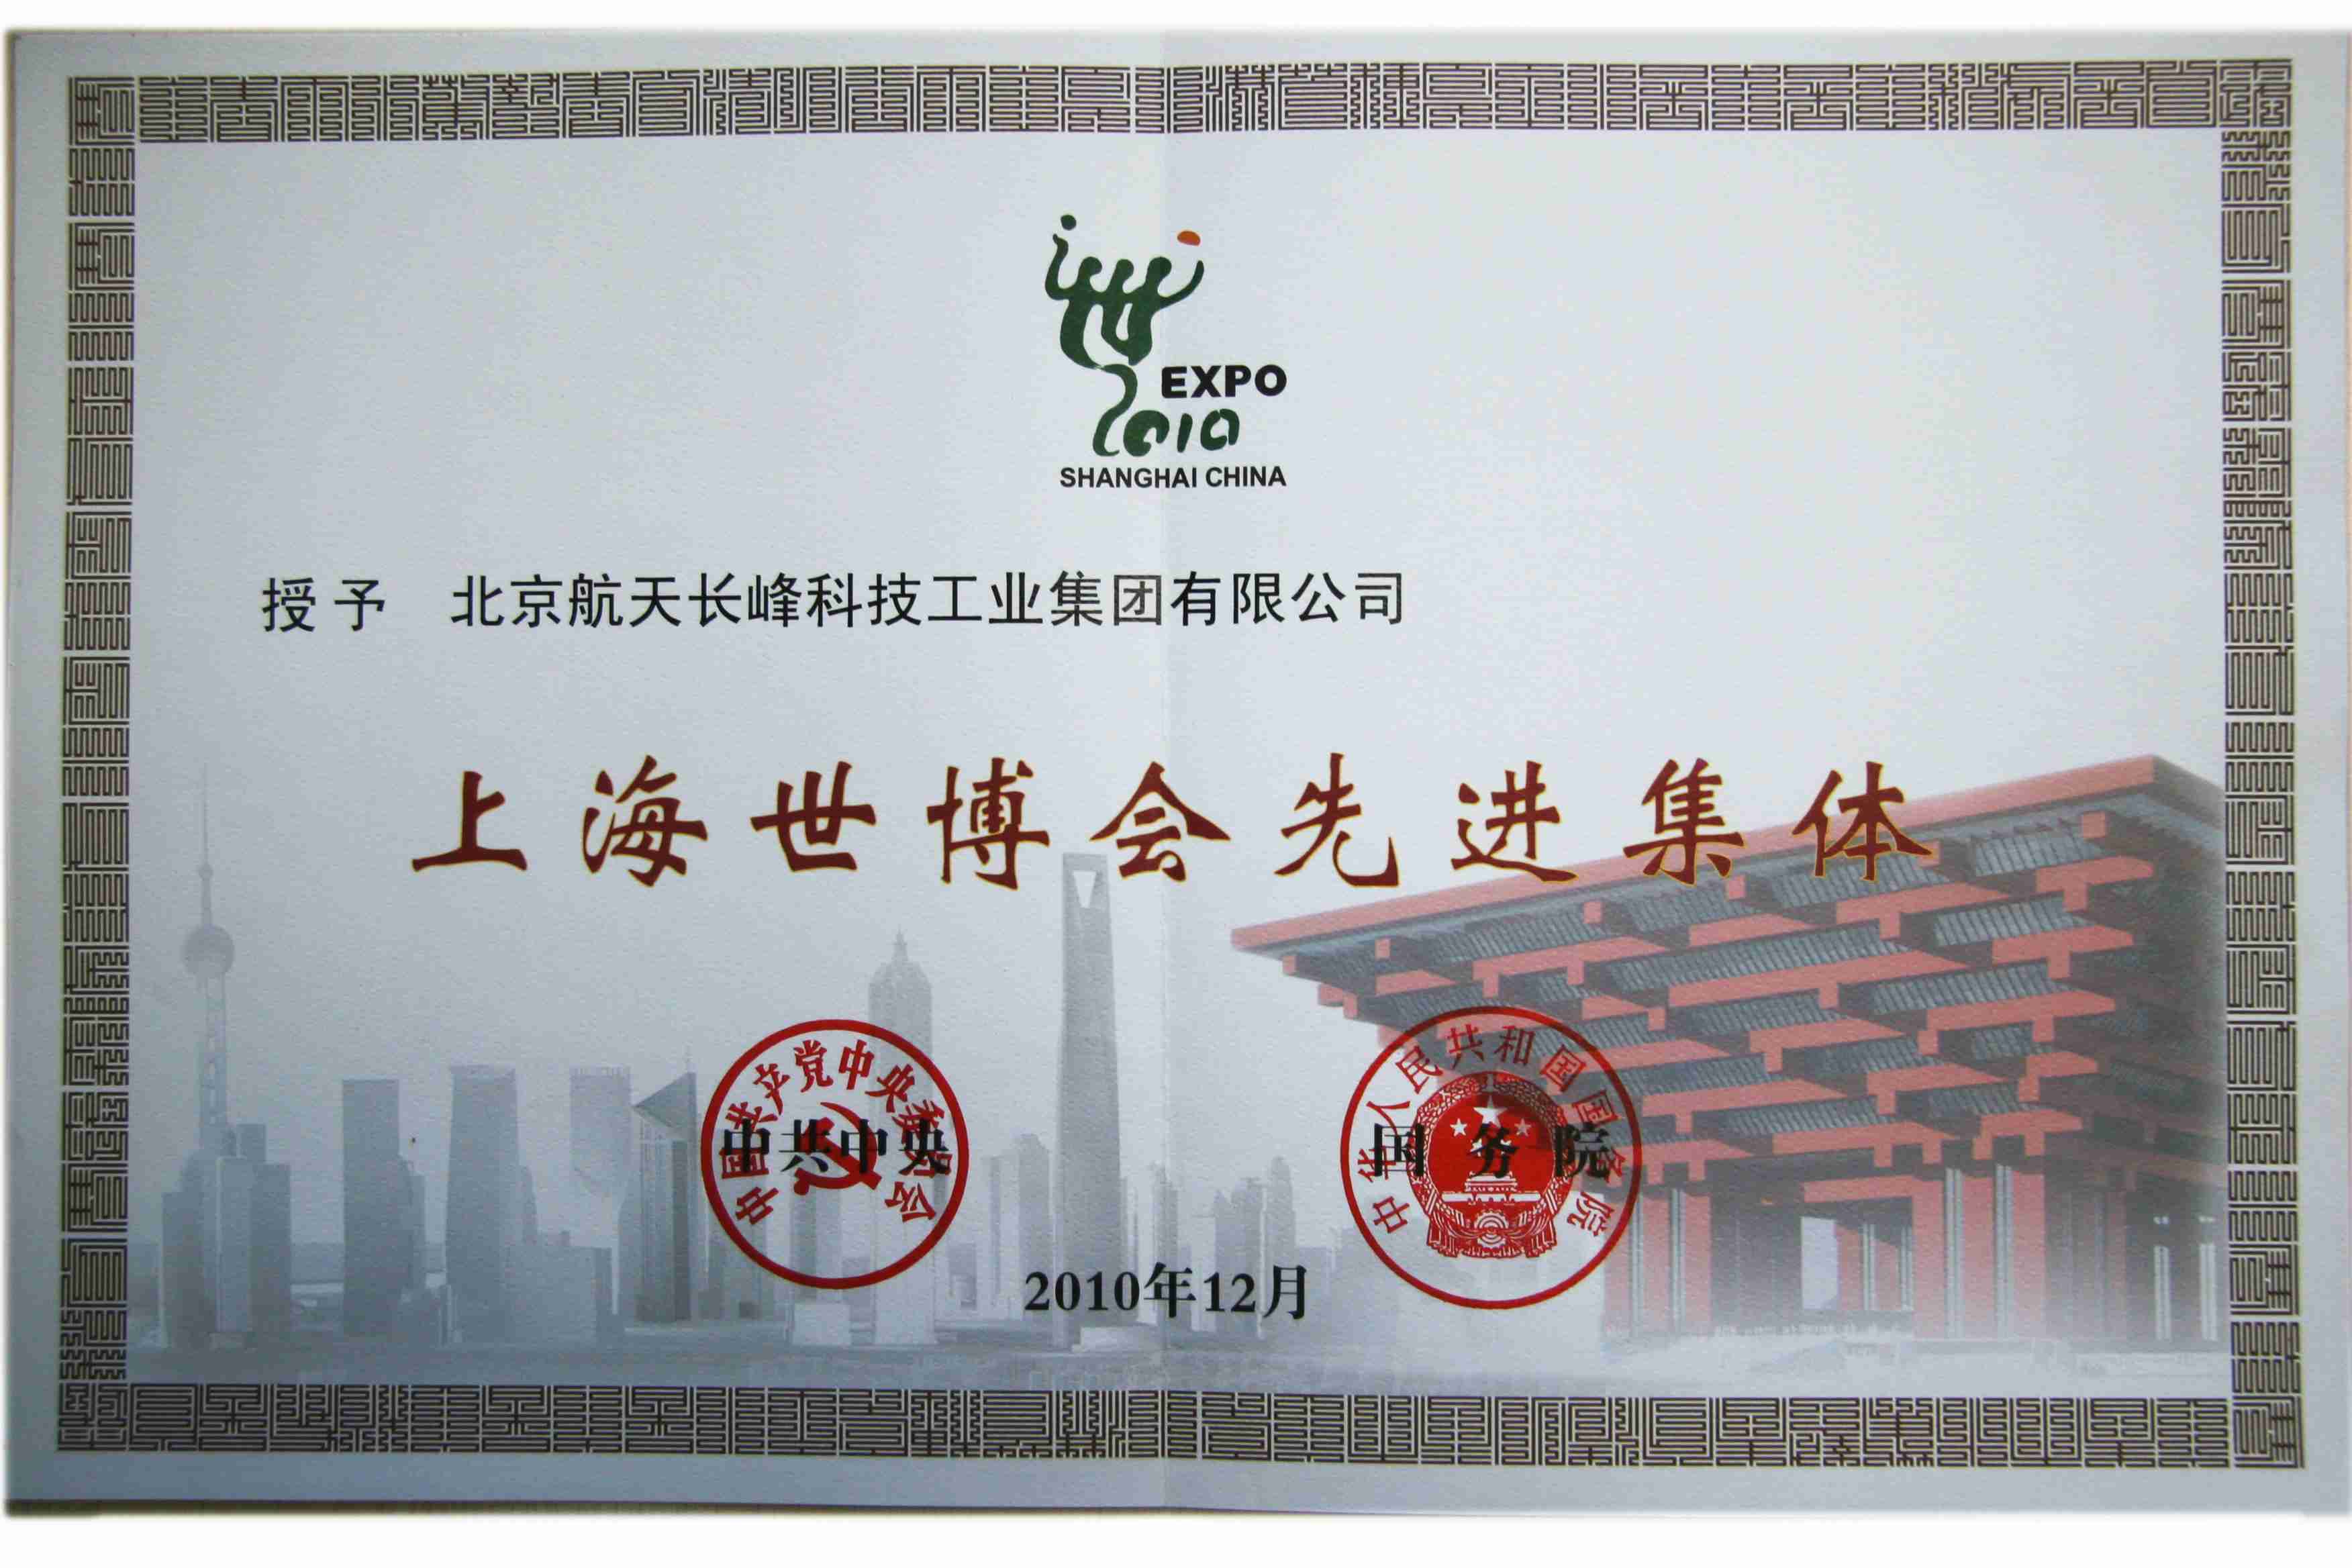 EXPO
2010
SHANGHAI CHINA
授予 北京航天长峰科技工业集团有限公司
上海世博会先进集体
中国共产党中央委员会
中共中央
中华人民共和国国务院
国务院
2010年12月